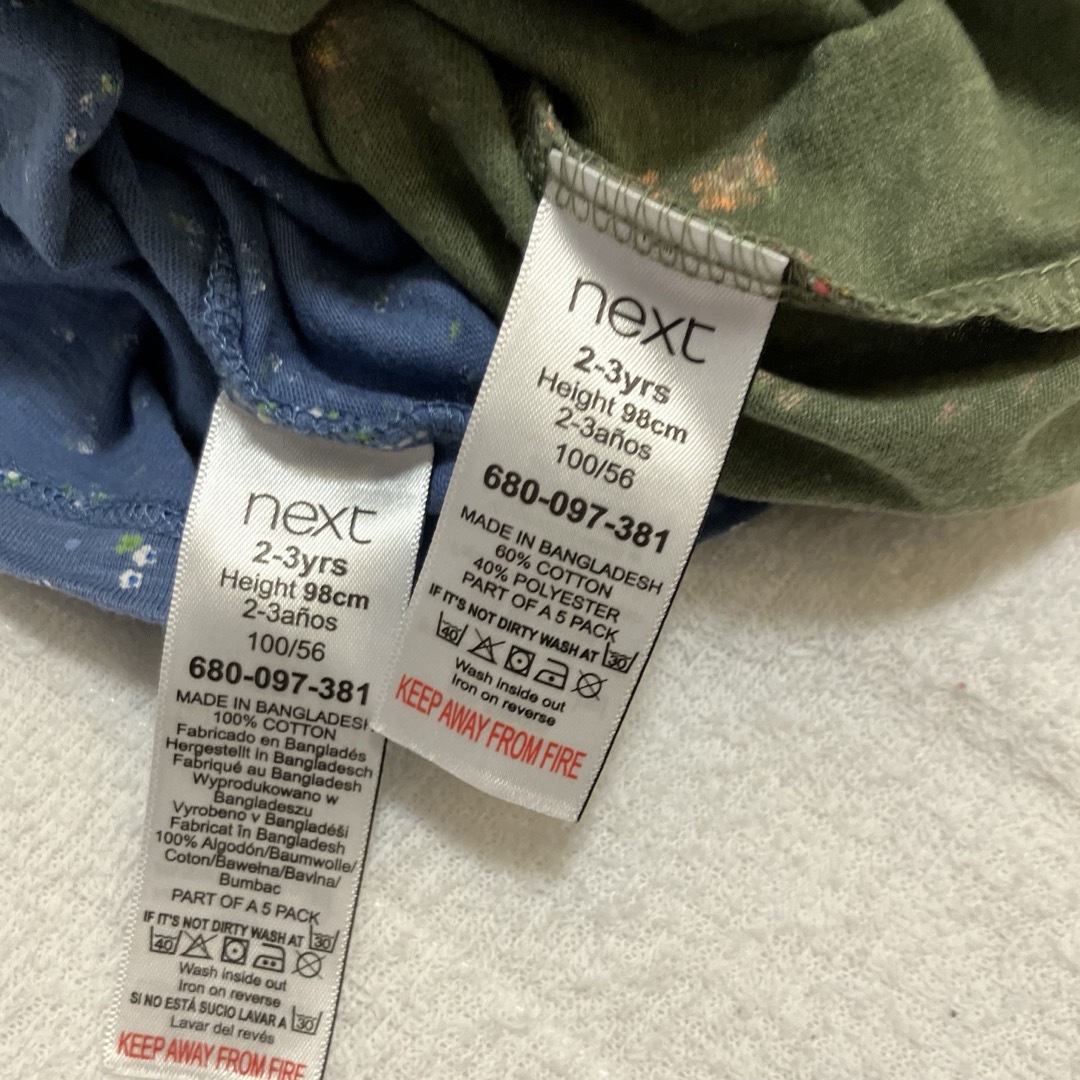 next
2-3yrs
Height 98cm
2-3años
100/56
680-097-381
MADE IN BANGLADESH
100% COTTON
Fabricado en Bangladés
Hergestellt in Bangladesch
Fabriqué au Bangladesh
Wyprodukowano w
Bangladeszu
Vyrobeno v Bangladéši
Fabricat în Bangladesh
100% Algodón/Baumwolle/
Coton/Bawełna/Bavlna/
Bumbac
PART OF A 5 PACK
IF IT'S NOT DIRTY WASH AT 30
40
Wash inside out
Iron on reverse
SI NO ESTÁ SUCIO LAVAR A 30
Lavar del revés
KEEP AWAY FROM FIRE
next
2-3yrs
Height 98cm
2-3años
100/56
680-097-381
MADE IN BANGLADESH
60% COTTON
40% POLYESTER
PART OF A 5 PACK
IF IT'S NOT DIRTY WASH AT 30
40
Wash inside out
Iron on reverse
KEEP AWAY FROM FIRE